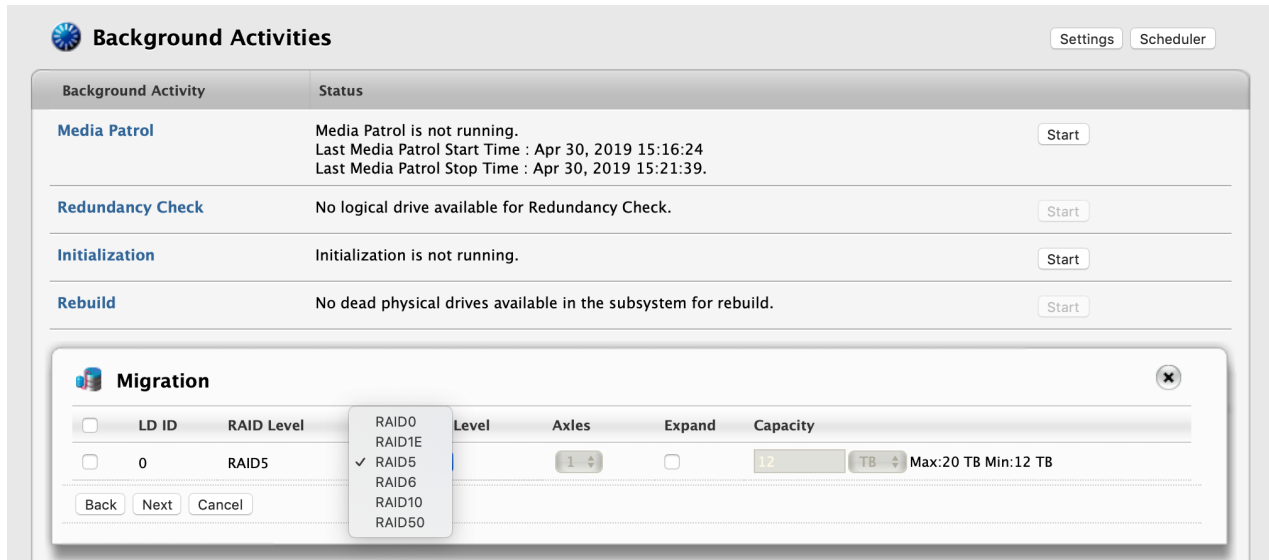 Background Activities
Settings Scheduler
Background Activity Status
Media Patrol Media Patrol is not running. Start
Last Media Patrol Start Time : Apr 30, 2019 15:16:24
Last Media Patrol Stop Time : Apr 30, 2019 15:21:39.
Redundancy Check No logical drive available for Redundancy Check. Start
Initialization Initialization is not running. Start
Rebuild No dead physical drives available in the subsystem for rebuild. Start
Migration
LD ID RAID Level Level Axles Expand Capacity
0 RAID5 1 12 TB Max:20 TB Min:12 TB
RAID0
RAID1E
✓ RAID5
RAID6
RAID10
RAID50
Back Next Cancel